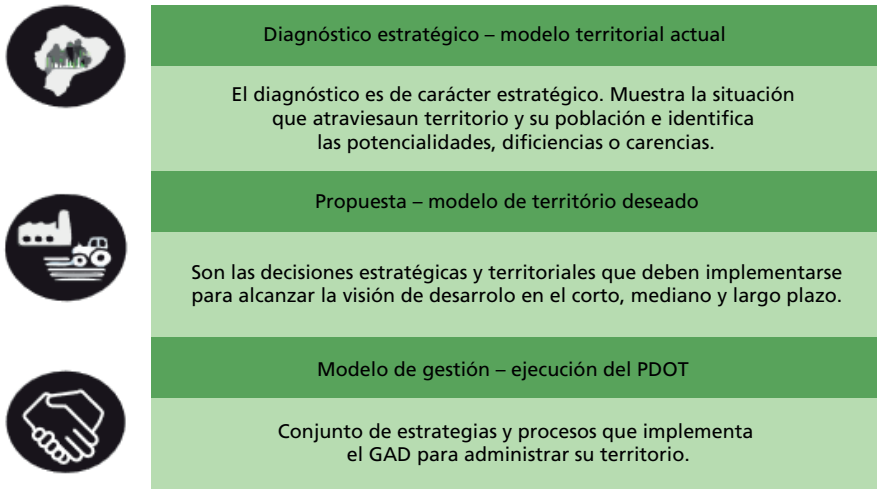 Diagnóstico estratégico – modelo territorial actual
El diagnóstico es de carácter estratégico. Muestra la situación
que atraviesaun territorio y su población e identifica
las potencialidades, dificiencias o carencias.
Propuesta – modelo de território deseado
Son las decisiones estratégicas y territoriales que deben implementarse
para alcanzar la visión de desarrolo en el corto, mediano y largo plazo.
Modelo de gestión – ejecución del PDOT
Conjunto de estrategias y procesos que implementa
el GAD para administrar su territorio.